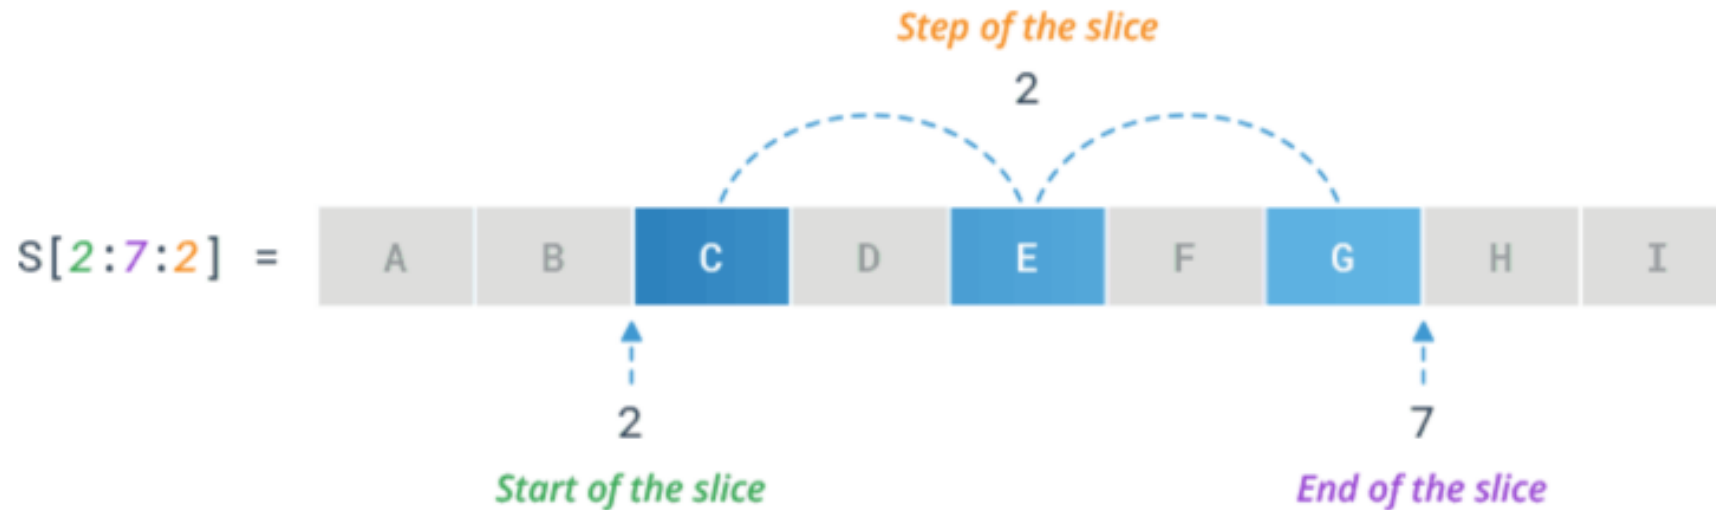 Step of the slice
2
S[2:7:2] = A B C D E F G H I
2 7
Start of the slice End of the slice